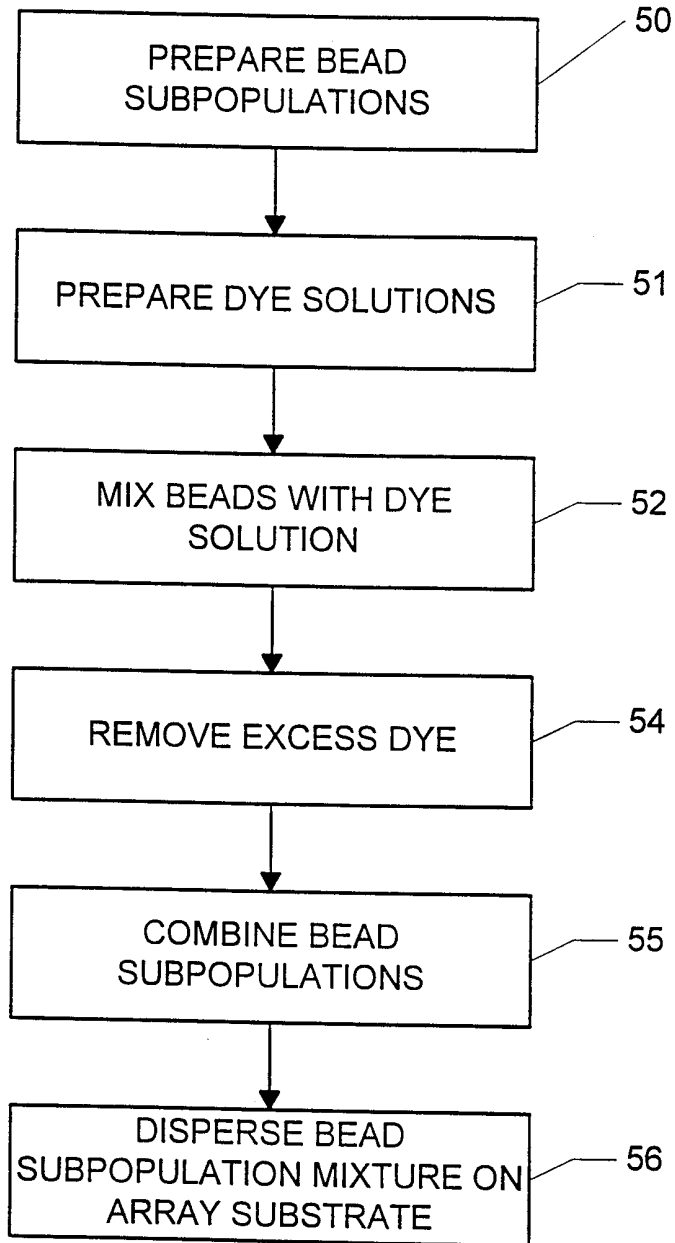 50
PREPARE BEAD
SUBPOPULATIONS
51
PREPARE DYE SOLUTIONS
MIX BEADS WITH DYE
SOLUTION
52
REMOVE EXCESS DYE
54
COMBINE BEAD
SUBPOPULATIONS
55
DISPERSE BEAD
SUBPOPULATION MIXTURE ON
ARRAY SUBSTRATE
56